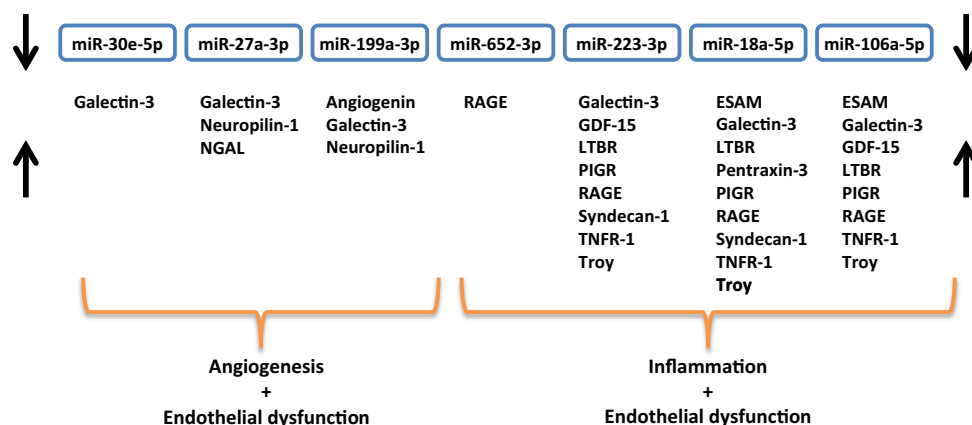 miR-30e-5p miR-27a-3p miR-199a-3p miR-652-3p miR-223-3p miR-18a-5p miR-106a-5p
Galectin-3
Galectin-3
Neuropilin-1
NGAL
Angiogenin
Galectin-3
Neuropilin-1
RAGE
Galectin-3
GDF-15
LTBR
PIGR
RAGE
Syndecan-1
TNFR-1
Troy
ESAM
Galectin-3
LTBR
Pentraxin-3
PIGR
RAGE
Syndecan-1
TNFR-1
Troy
ESAM
Galectin-3
GDF-15
LTBR
PIGR
RAGE
TNFR-1
Troy
Angiogenesis
+
Endothelial dysfunction
Inflammation
+
Endothelial dysfunction